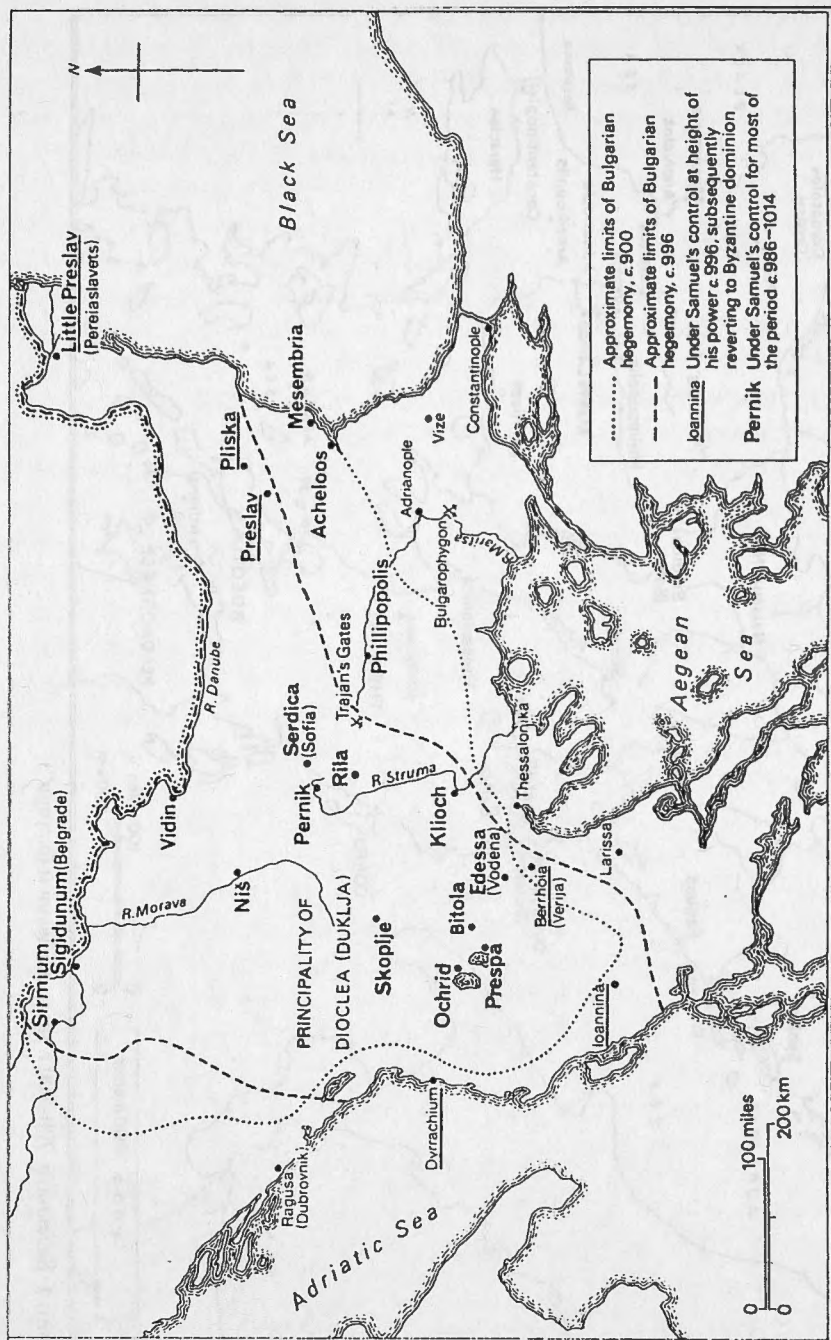 N
Black Sea
Little Preslav
(Pereiaslavets)
Pliska
Preslav
Mesembria
Acheloos
Vize
Constantinople
Adrianople
Bulgarophygon
R. Maritsa
Phillipopolis
Trajan's Gates
R. Danube
Serdica
(Sofia)
Pernik
Rila
R. Struma
Klioch
Thessalonika
Aegean
Sea
Vidin
Sirmium
Sigidunum (Belgrade)
R. Morava
Niš
PRINCIPALITY OF
DIOCLEA (DUKLJA)
Skoplje
Bitola
Ochrid
Prespa
Edessa
(Vodena)
Berrhoia
(Verija)
Larissa
Ioannina
Dyrrachium
Ragusa
(Dubrovnik)
Adriatic Sea
0 100 miles
0 200 km
Approximate limits of Bulgarian
hegemony, c. 900
Approximate limits of Bulgarian
hegemony, c. 996
Ioannina Under Samuel's control at height of
his power c. 996, subsequently
reverting to Byzantine dominion
Pernik Under Samuel's control for most of
the period c. 986–1014